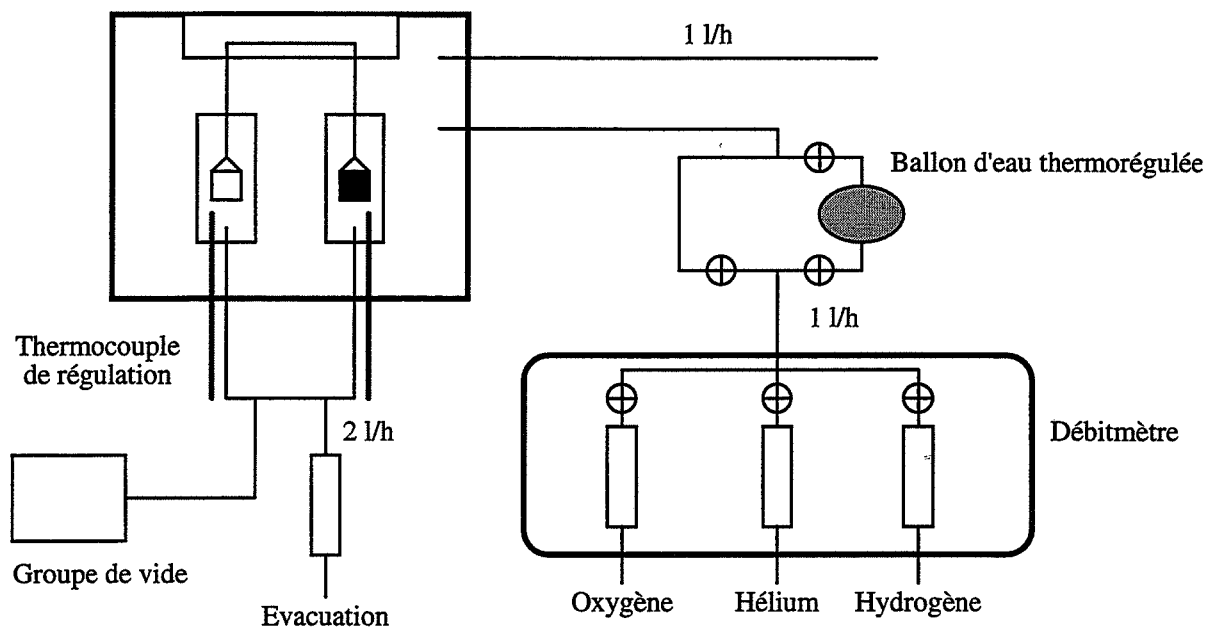 1 l/h
Ballon d'eau thermorégulée
1 l/h
Thermocouple
de régulation
2 l/h
Débitmètre
Groupe de vide
Evacuation
Oxygène
Hélium
Hydrogène